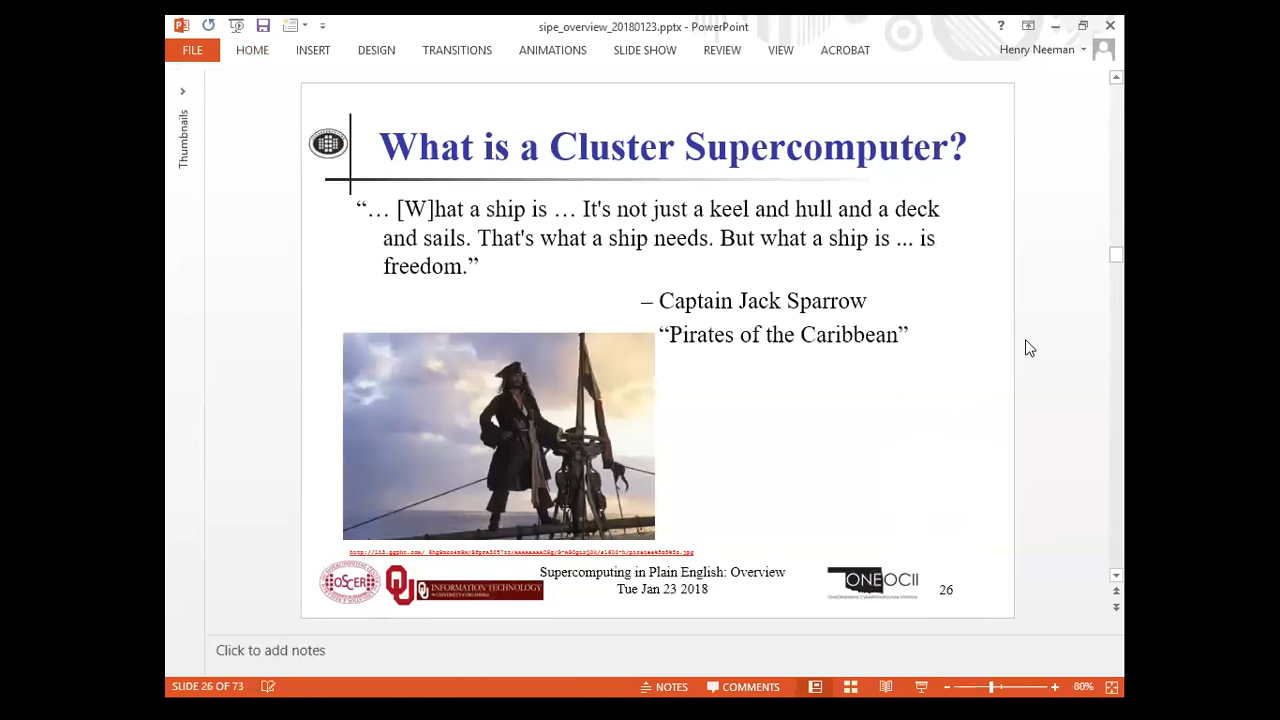 sipe_overview_20180123.pptx - PowerPoint
?
FILE HOME INSERT DESIGN TRANSITIONS ANIMATIONS SLIDE SHOW REVIEW VIEW ACROBAT
Henry Neeman
Thumbnails
What is a Cluster Supercomputer?
“… [W]hat a ship is … It's not just a keel and hull and a deck
and sails. That's what a ship needs. But what a ship is ... is
freedom.”
– Captain Jack Sparrow
“Pirates of the Caribbean”
OSCER
OU
INFORMATION TECHNOLOGY
Supercomputing in Plain English: Overview
Tue Jan 23 2018
ONEOCII
26
Click to add notes
SLIDE 26 OF 73
NOTES COMMENTS